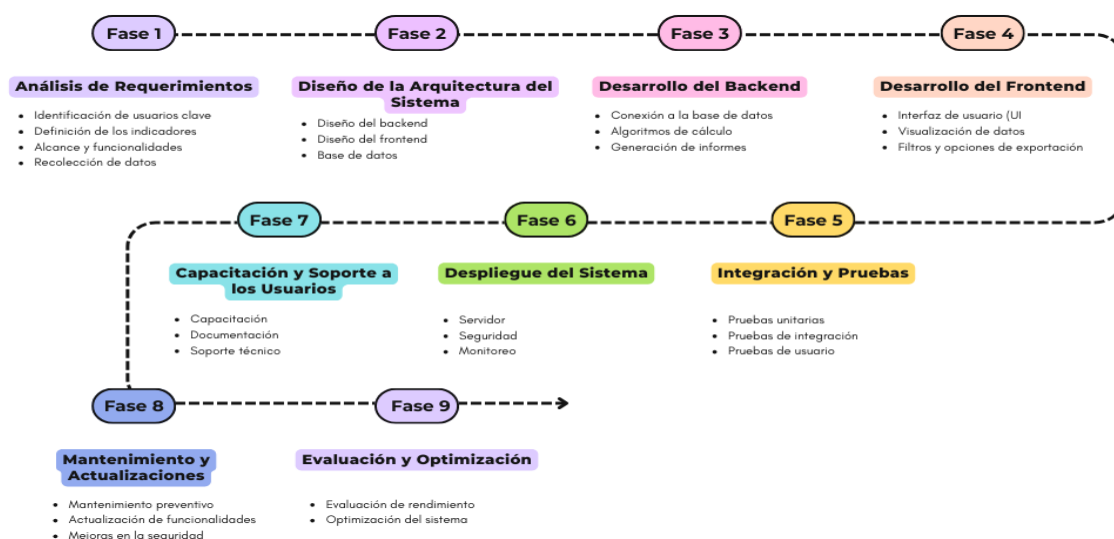 Fase 1
Fase 2
Fase 3
Fase 4
Análisis de Requerimientos
• Identificación de usuarios clave
• Definición de los indicadores
• Alcance y funcionalidades
• Recolección de datos
Diseño de la Arquitectura del
Sistema
• Diseño del backend
• Diseño del frontend
• Base de datos
Desarrollo del Backend
• Conexión a la base de datos
• Algoritmos de cálculo
• Generación de informes
Desarrollo del Frontend
• Interfaz de usuario (UI
• Visualización de datos
• Filtros y opciones de exportación
Fase 7
Fase 6
Fase 5
Capacitación y Soporte a
los Usuarios
• Capacitación
• Documentación
• Soporte técnico
Despliegue del Sistema
• Servidor
• Seguridad
• Monitoreo
Integración y Pruebas
• Pruebas unitarias
• Pruebas de integración
• Pruebas de usuario
Fase 8
Fase 9
Mantenimiento y
Actualizaciones
• Mantenimiento preventivo
• Actualización de funcionalidades
• Mejoras en la seguridad
Evaluación y Optimización
• Evaluación de rendimiento
• Optimización del sistema